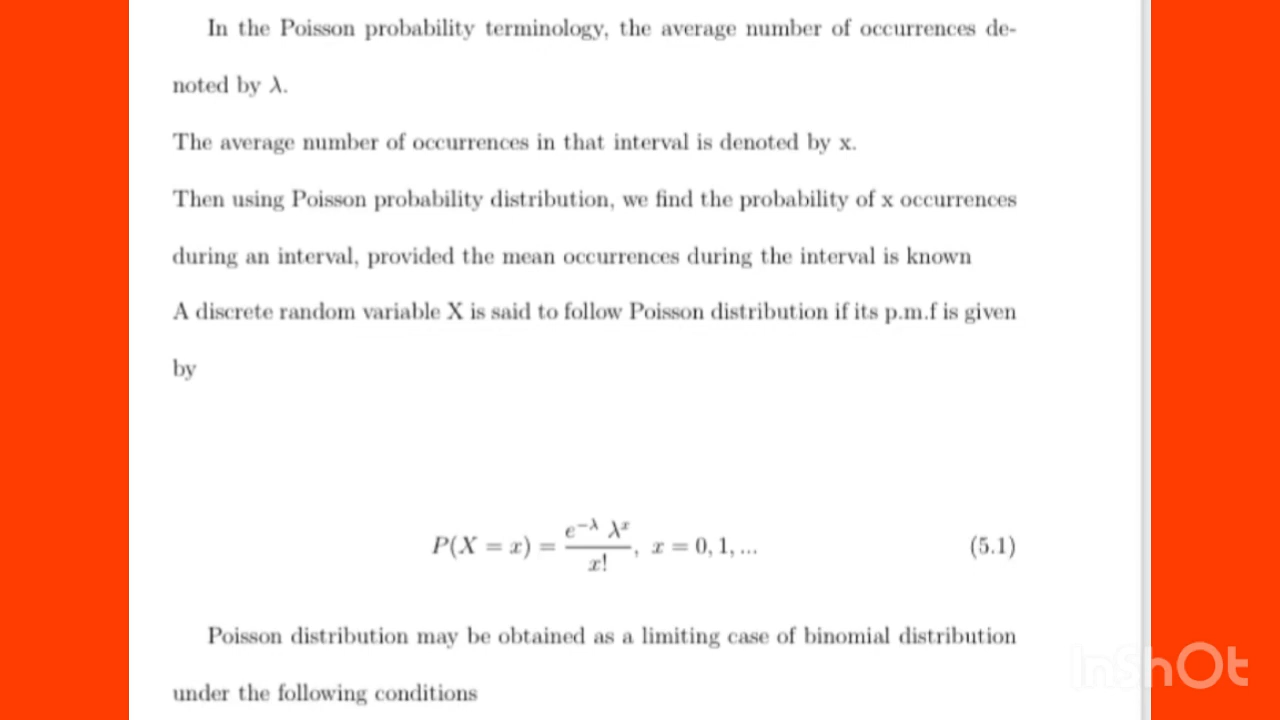 In the Poisson probability terminology, the average number of occurrences de-
noted by λ.
The average number of occurrences in that interval is denoted by x.
Then using Poisson probability distribution, we find the probability of x occurrences
during an interval, provided the mean occurrences during the interval is known
A discrete random variable X is said to follow Poisson distribution if its p.m.f is given
by
P(X = x) = e^{-λ} λ^x / x!, x = 0, 1, ... (5.1)
Poisson distribution may be obtained as a limiting case of binomial distribution
under the following conditions
InShOt